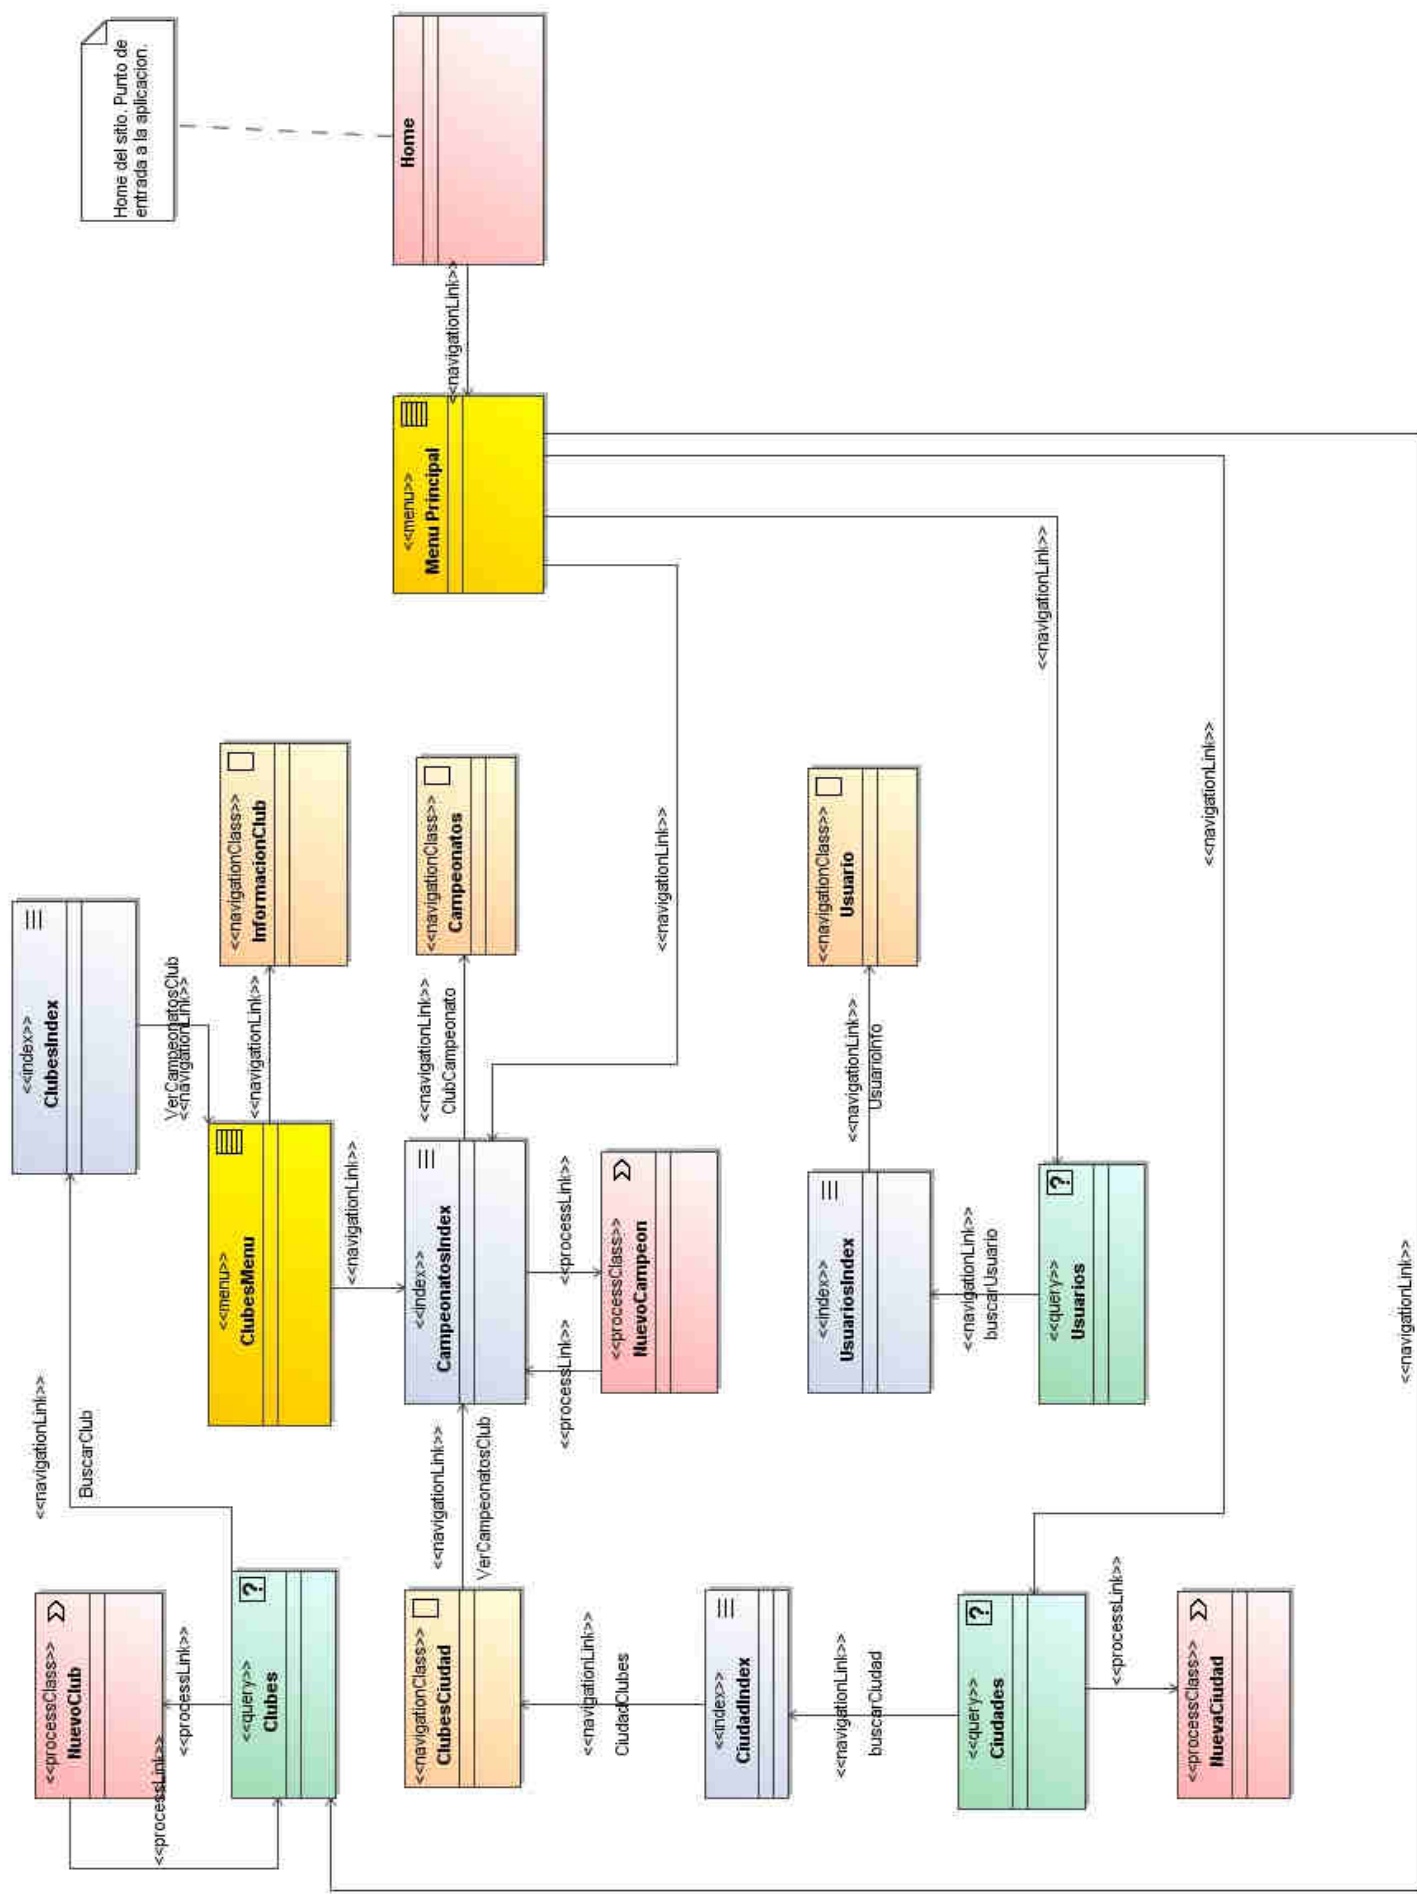 Home del sitio. Punto de
entrada a la aplicacion.
Home
<<navigationLink>>
<<menu>>
Menu Principal
<<navigationLink>>
<<navigationLink>>
<<navigationLink>>
<<navigationLink>>
<<index>>
ClubesIndex
VerCampeonatosClub
<<navigationLink>>
<<navigationClass>>
InformacionClub
<<navigationLink>>
<<menu>>
ClubesMenu
<<navigationLink>>
<<navigationClass>>
Campeonatos
<<navigationLink>>
ClubCampeonato
<<index>>
CampeonatosIndex
<<processLink>>
<<processLink>>
<<processClass>>
NuevoCampeon
<<navigationClass>>
Usuario
<<navigationLink>>
UsuarioInfo
<<index>>
UsuariosIndex
<<navigationLink>>
buscarUsuario
<<query>>
Usuarios
<<navigationLink>>
BuscarClub
<<processClass>>
NuevoClub
<<processLink>>
<<processLink>>
<<query>>
Clubes
<<navigationLink>>
VerCampeonatosClub
<<navigationClass>>
ClubesCiudad
<<navigationLink>>
CiudadClubes
<<index>>
CiudadIndex
<<navigationLink>>
buscarCiudad
<<query>>
Ciudades
<<processLink>>
<<processClass>>
NuevaCiudad